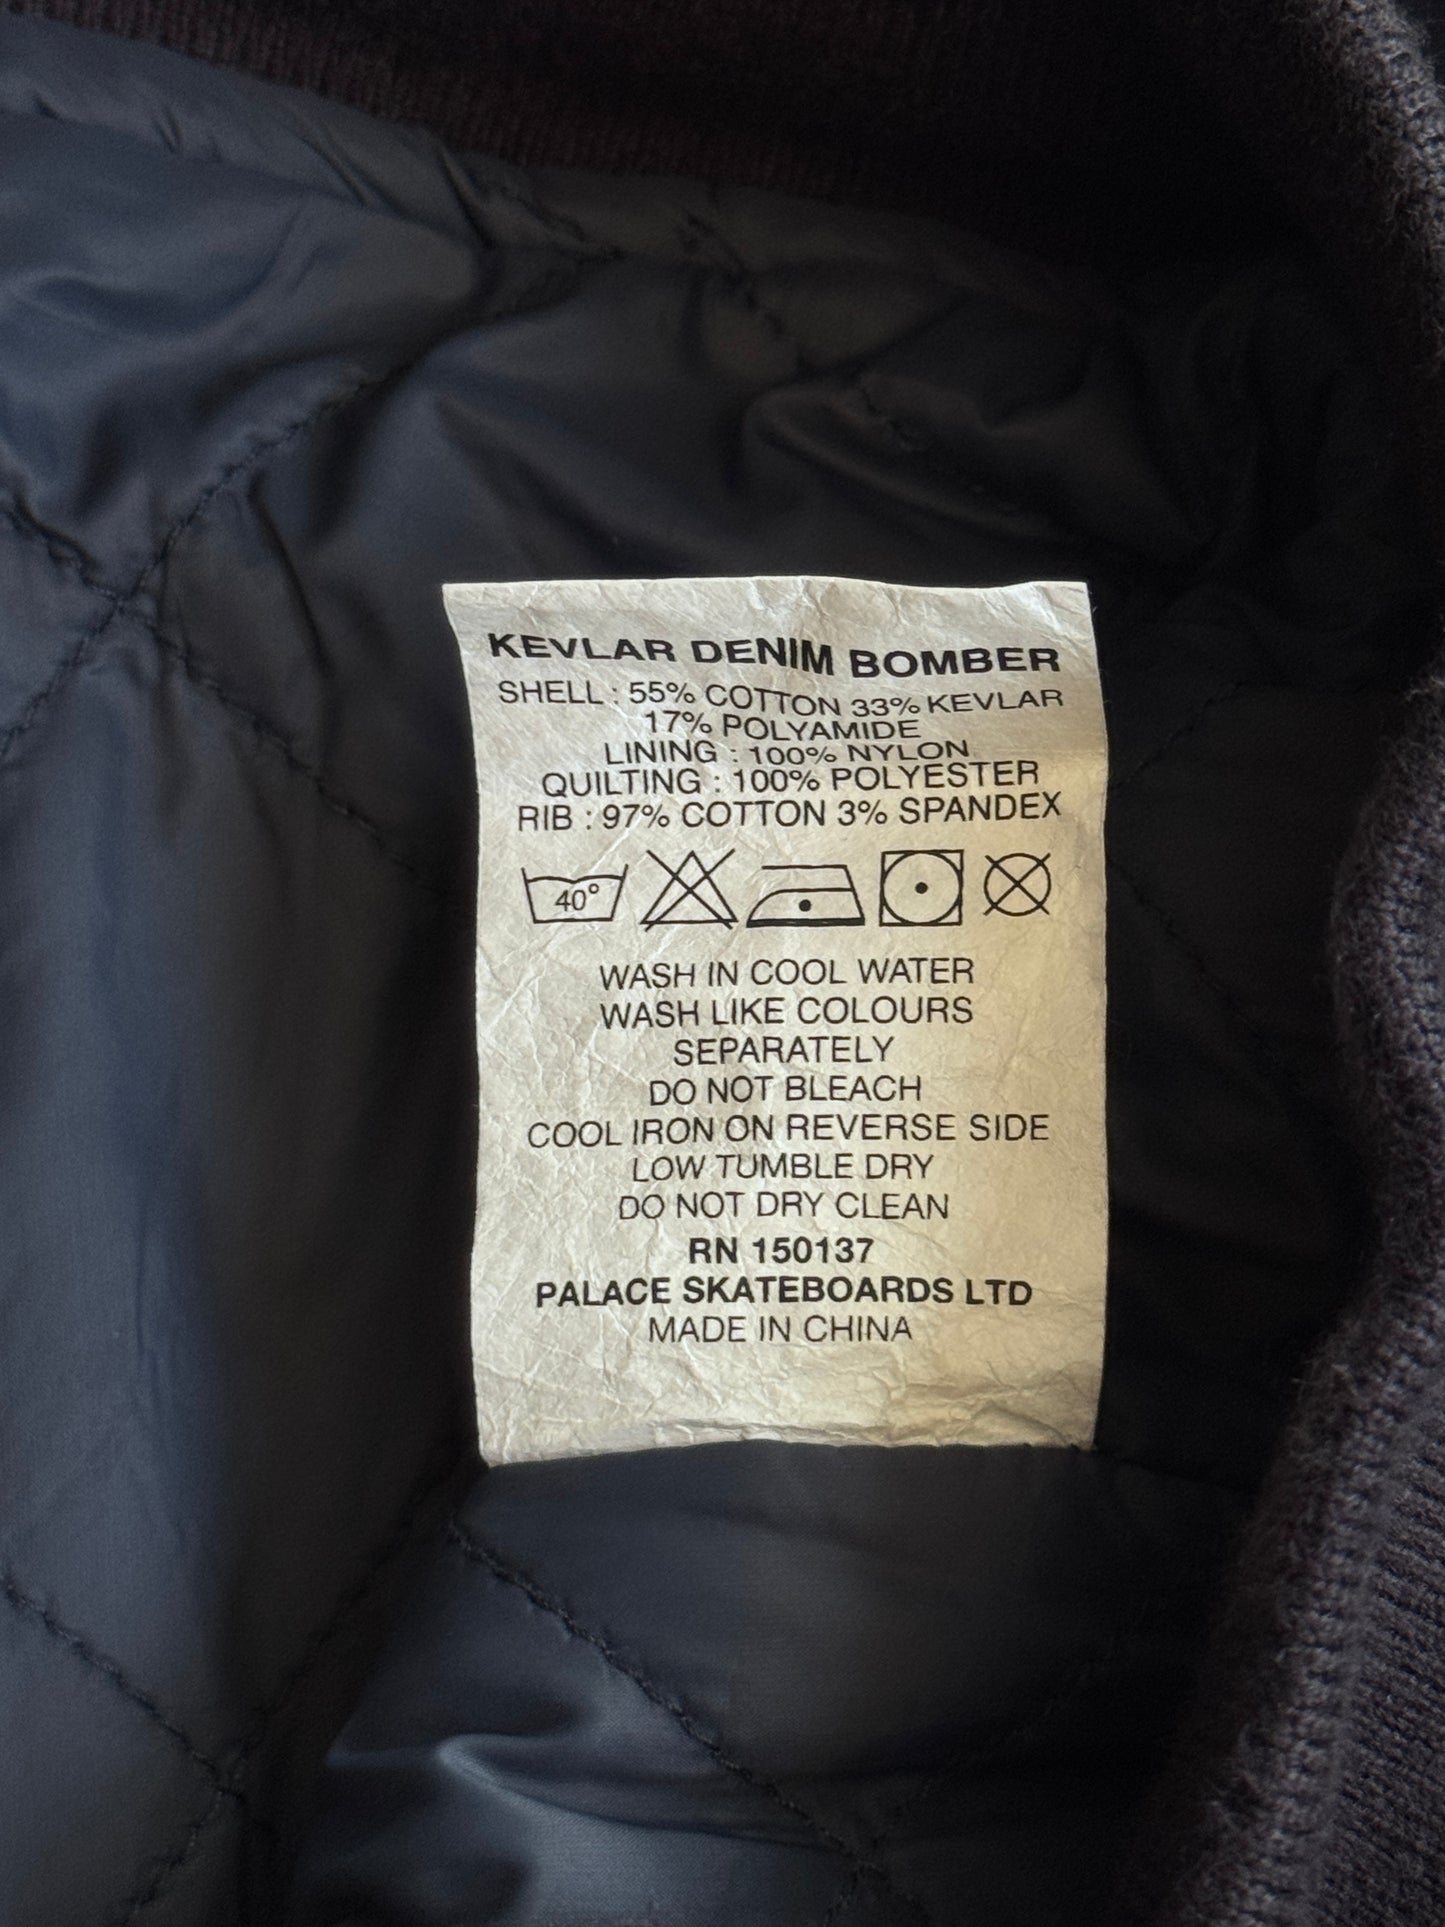 KEVLAR DENIM BOMBER
SHELL : 55% COTTON 33% KEVLAR
17% POLYAMIDE
LINING : 100% NYLON
QUILTING : 100% POLYESTER
RIB : 97% COTTON 3% SPANDEX
40°
WASH IN COOL WATER
WASH LIKE COLOURS
SEPARATELY
DO NOT BLEACH
COOL IRON ON REVERSE SIDE
LOW TUMBLE DRY
DO NOT DRY CLEAN
RN 150137
PALACE SKATEBOARDS LTD
MADE IN CHINA